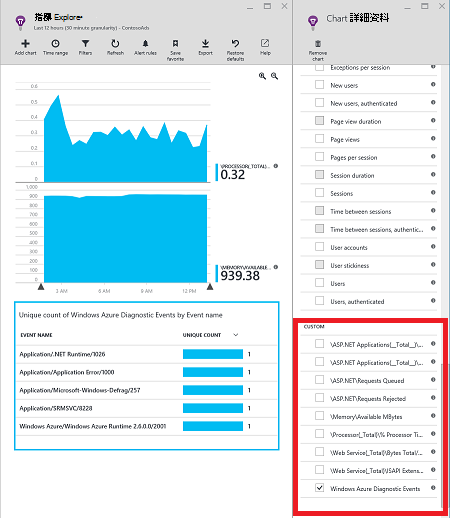 指標 Explorer
Last 12 hours (30 minute granularity) - ContosoAds
Add chart
Time range
Filters
Refresh
Alert rules
Save favorite
Export
Restore defaults
Help
0.6
0.5
0.4
0.3
0.2
0.1
0
\PROCESSOR(_TOTAL)\...
0.32
1,000
900
800
700
600
500
400
300
200
100
0
\MEMORY\AVAILABLE...
939.38
3 AM
6 AM
9 AM
12 PM
Unique count of Windows Azure Diagnostic Events by Event name
EVENT NAME
UNIQUE COUNT
Application/.NET Runtime/1026 1
Application/Application Error/1000 1
Application/Microsoft-Windows-Defrag/257 1
Application/SRMSVC/8228 1
Windows Azure/Windows Azure Runtime 2.6.0.0/2001 1
Chart 詳細資料
Remove chart
Exceptions per session
New users
New users, authenticated
Page view duration
Page views
Pages per session
Session duration
Sessions
Time between sessions
Time between sessions, authentic...
User accounts
User stickiness
Users
Users, authenticated
CUSTOM
\ASP.NET Applications(__Total__)\...
\ASP.NET Applications(__Total__)\...
\ASP.NET\Requests Queued
\ASP.NET\Requests Rejected
\Memory\Available MBytes
\Processor(_Total)\% Processor Ti...
\Web Service(_Total)\Bytes Total/...
\Web Service(_Total)\ISAPI Exten...
Windows Azure Diagnostic Events